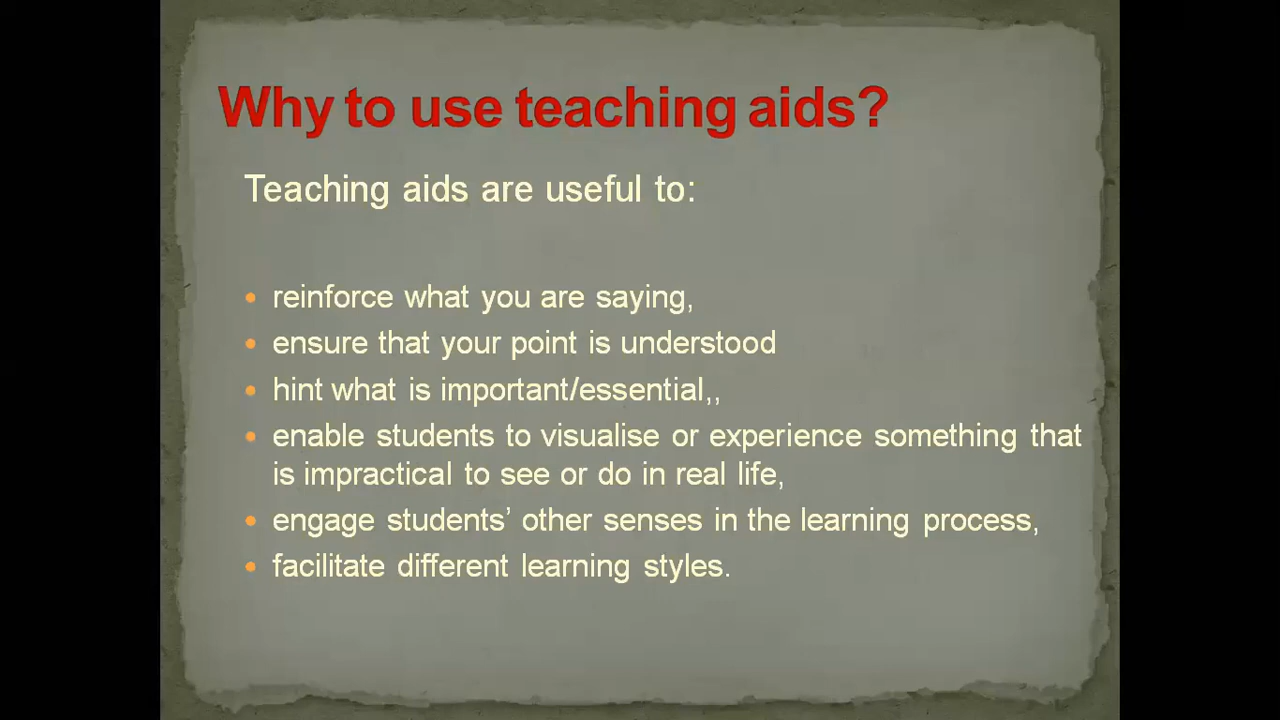 Why to use teaching aids?
Teaching aids are useful to:
• reinforce what you are saying,
• ensure that your point is understood
• hint what is important/essential,,
• enable students to visualise or experience something that
is impractical to see or do in real life,
• engage students’ other senses in the learning process,
• facilitate different learning styles.